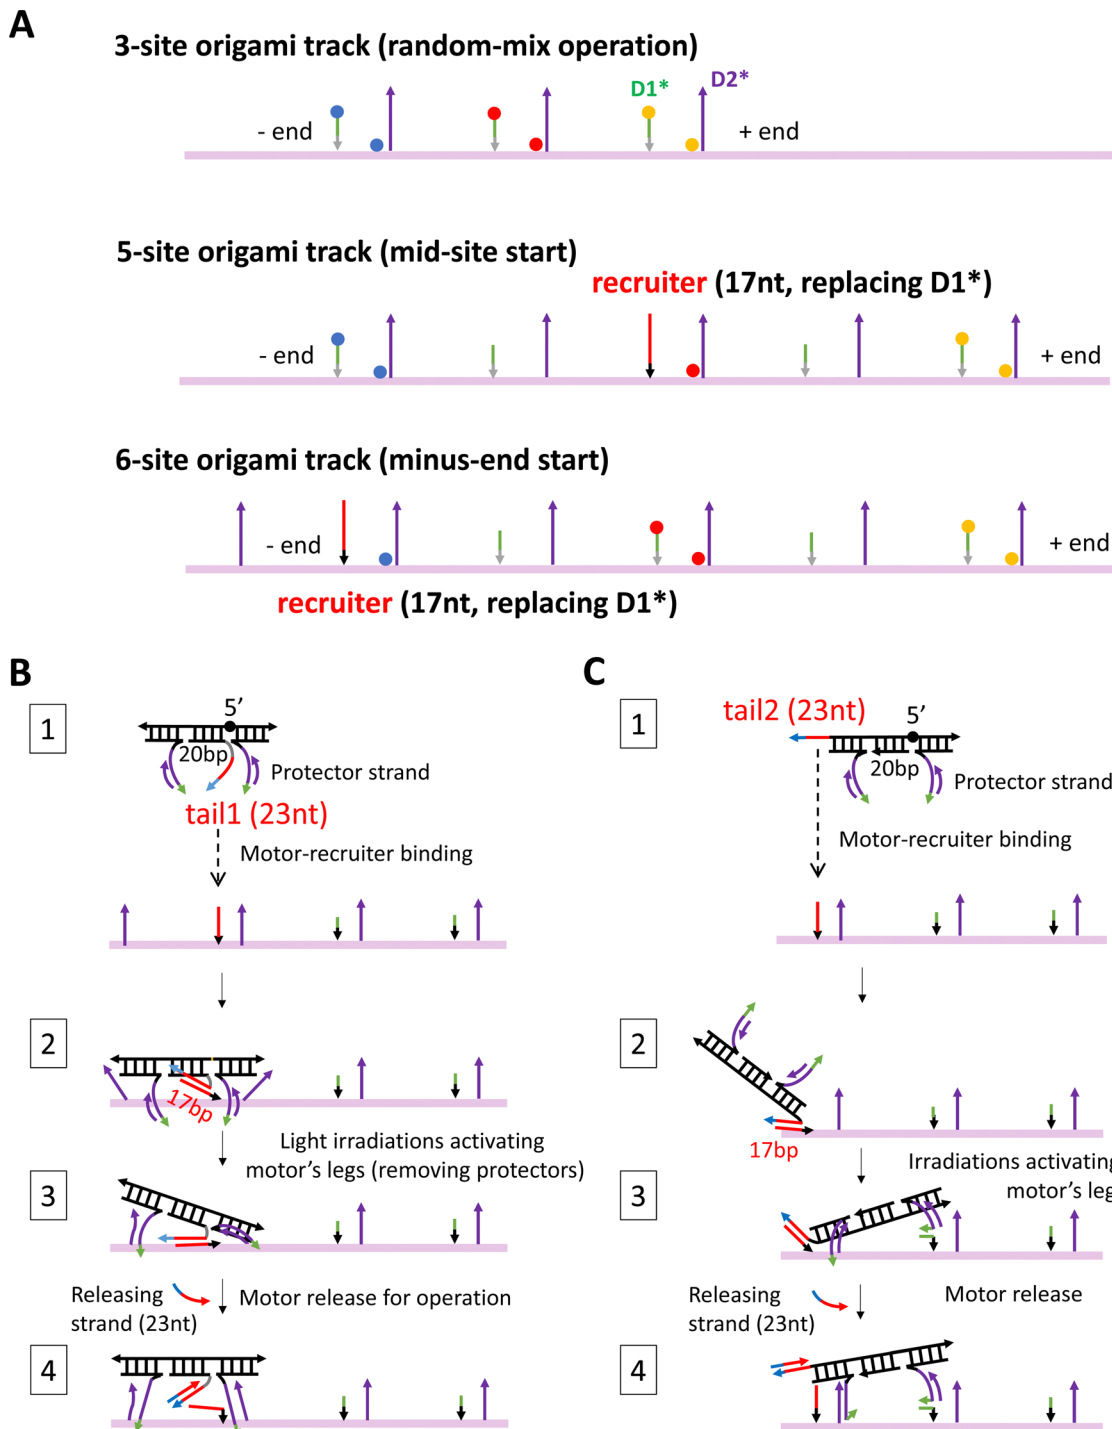 A
3-site origami track (random-mix operation)
D1*
D2*
- end
+ end
5-site origami track (mid-site start)
recruiter (17nt, replacing D1*)
- end
+ end
6-site origami track (minus-end start)
- end
+ end
recruiter (17nt, replacing D1*)
B
1
5'
20bp
Protector strand
tail1 (23nt)
Motor-recruiter binding
2
17bp
Light irradiations activating
motor's legs (removing protectors)
3
Releasing
strand (23nt)
Motor release for operation
4
C
1
tail2 (23nt)
5'
20bp
Protector strand
Motor-recruiter binding
2
17bp
Irradiations activating
motor's leg
3
Releasing
strand (23nt)
Motor release
4